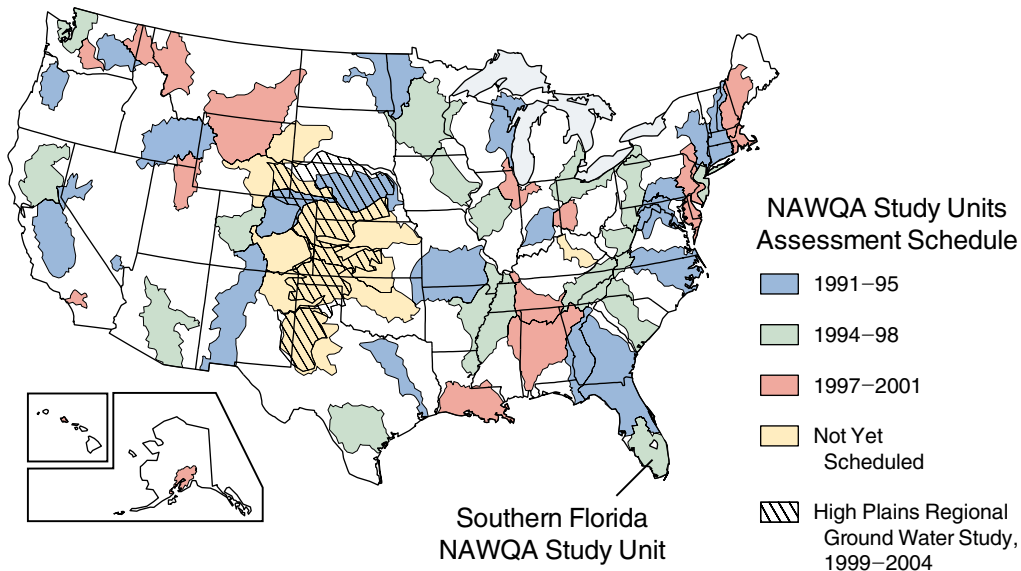 NAWQA Study Units
Assessment Schedule
1991–95
1994–98
1997–2001
Not Yet
Scheduled
High Plains Regional
Ground Water Study,
1999–2004
Southern Florida
NAWQA Study Unit